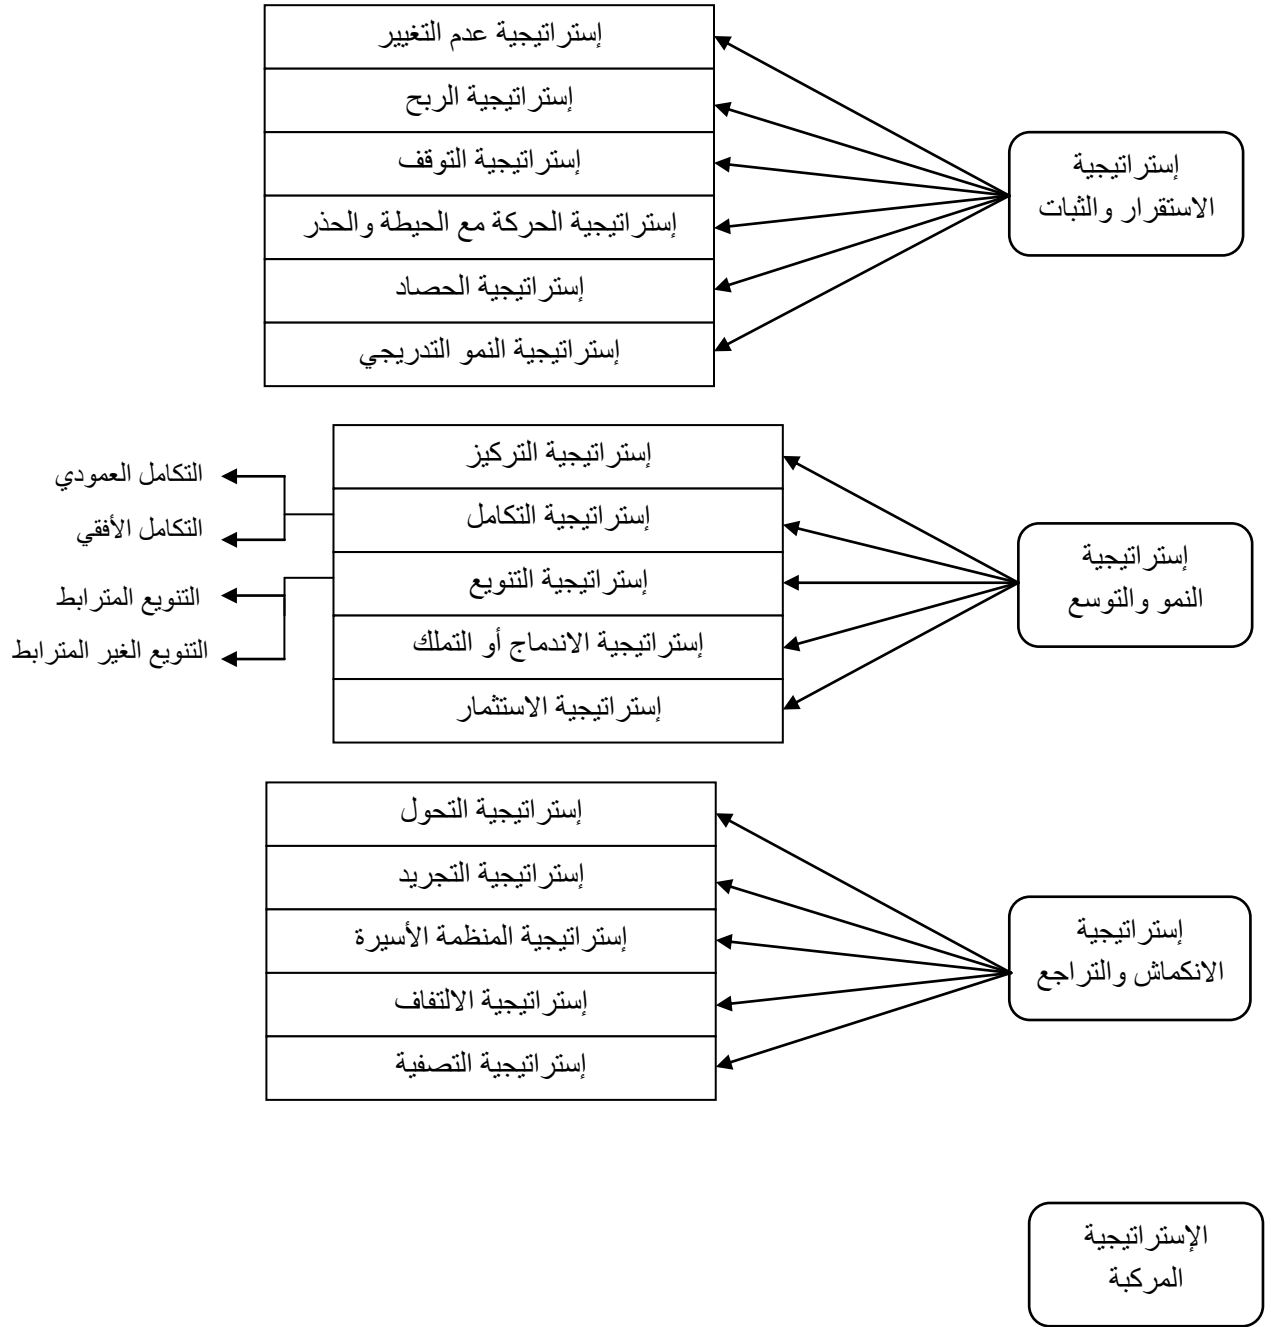 إستراتيجية
الاستقرار والثبات
إستراتيجية عدم التغيير
إستراتيجية الربح
إستراتيجية التوقف
إستراتيجية الحركة مع الحيطة والحذر
إستراتيجية الحصاد
إستراتيجية النمو التدريجي
إستراتيجية
النمو والتوسع
إستراتيجية التركيز
إستراتيجية التكامل
إستراتيجية التنويع
إستراتيجية الاندماج أو التملك
إستراتيجية الاستثمار
التكامل العمودي
التكامل الأفقي
التنويع المترابط
التنويع الغير المترابط
إستراتيجية
الانكماش والتراجع
إستراتيجية التحول
إستراتيجية التجريد
إستراتيجية المنظمة الأسيرة
إستراتيجية الالتفاف
إستراتيجية التصفية
الإستراتيجية
المركبة